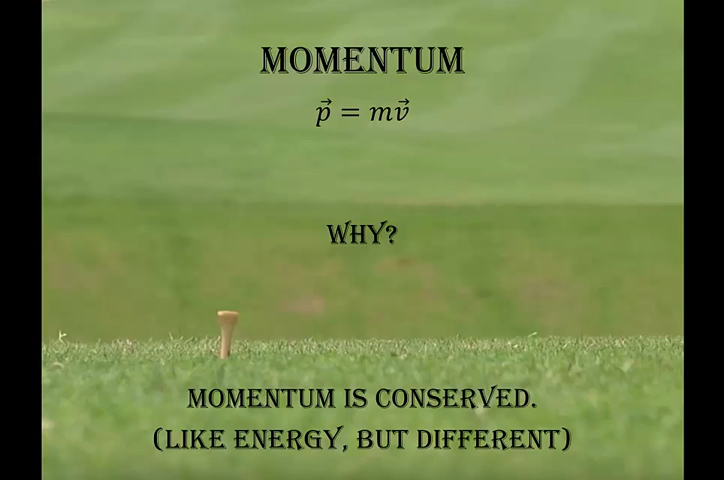 MOMENTUM
p⃗ = mv⃗
WHY?
MOMENTUM IS CONSERVED.
(LIKE ENERGY, BUT DIFFERENT)